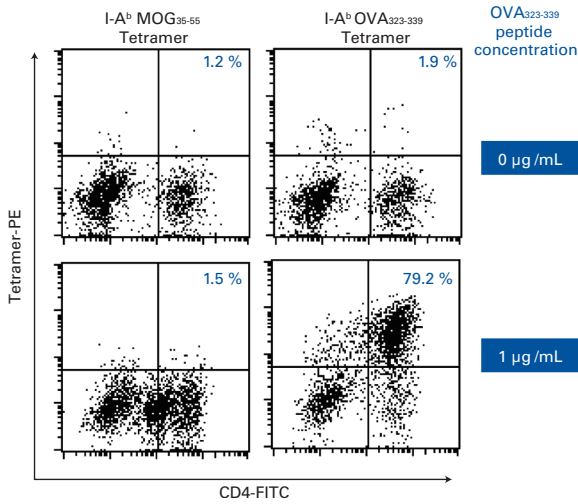 I-Aᵇ MOG₃₅₋₅₅
Tetramer
I-Aᵇ OVA₃₂₃₋₃₃₉
Tetramer
OVA₃₂₃₋₃₃₉
peptide
concentration
1.2 %
1.9 %
0 µg /mL
Tetramer-PE
1.5 %
79.2 %
1 µg /mL
CD4-FITC